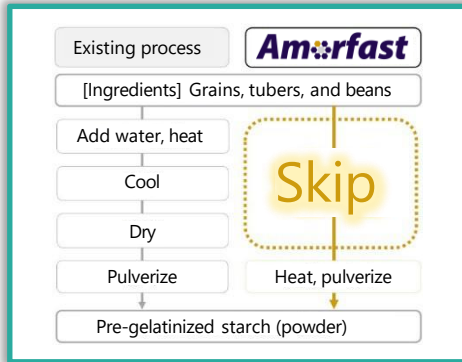 Existing process
Amorfast
[Ingredients] Grains, tubers, and beans
Add water, heat
Cool
Dry
Pulverize
Skip
Heat, pulverize
Pre-gelatinized starch (powder)